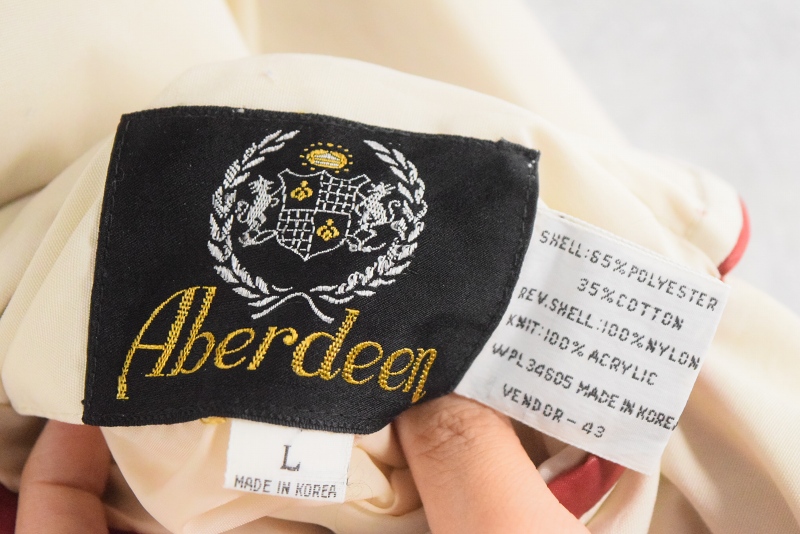 Aberdeen
L
MADE IN KOREA
SHELL:65%POLYESTER
35%COTTON
REV.SHELL:100%NYLON
KNIT:100% ACRYLIC
WPL34605 MADE IN KOREA
VENDOR-43